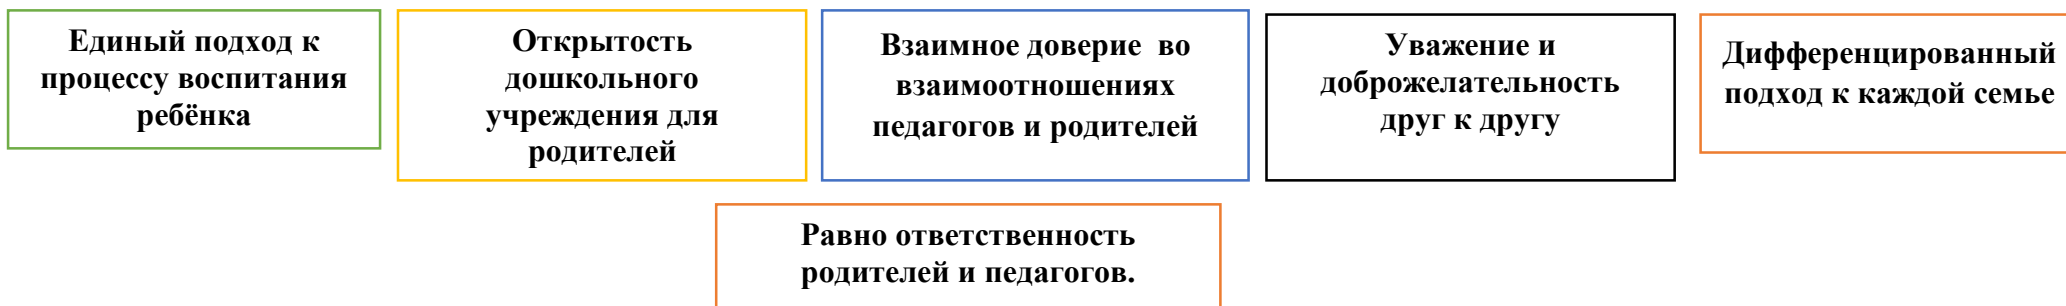 Единый подход к
процессу воспитания
ребёнка
Открытость
дошкольного
учреждения для
родителей
Взаимное доверие  во
взаимоотношениях
педагогов и родителей
Уважение и
доброжелательность
друг к другу
Дифференцированный
подход к каждой семье
Равно ответственность
родителей и педагогов.